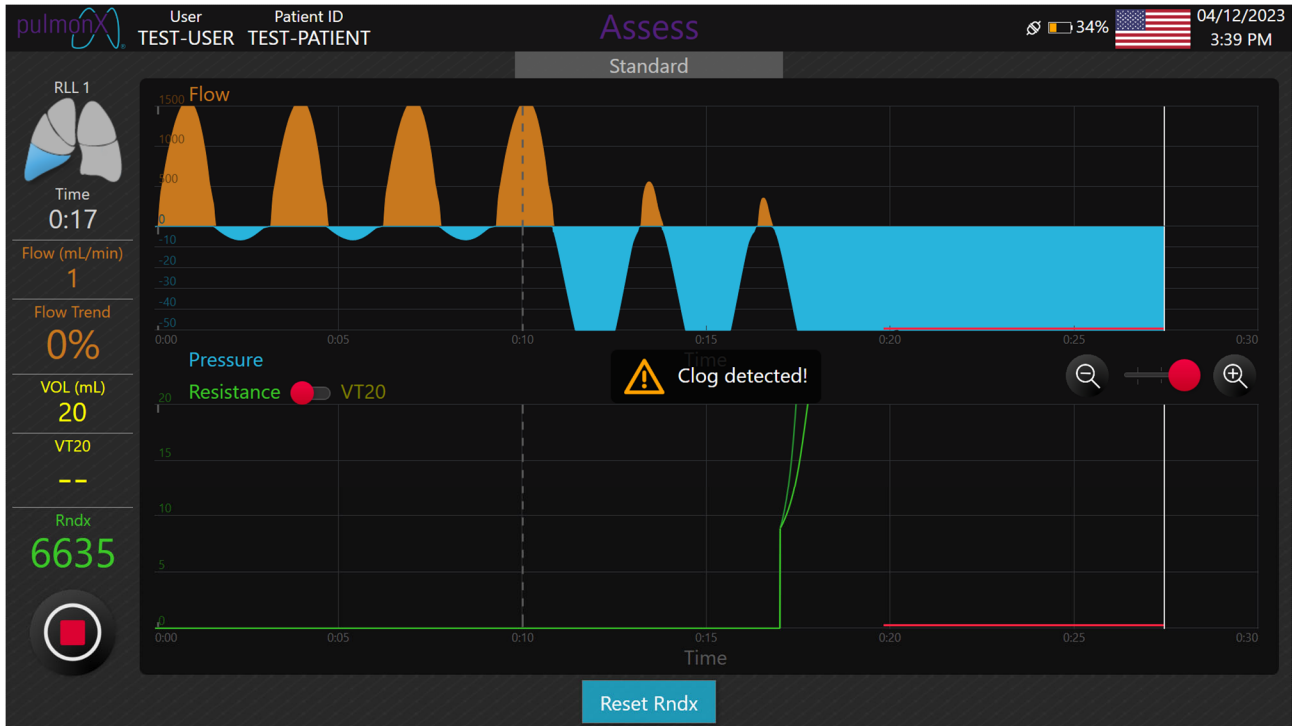 pulmonX
User
TEST-USER
Patient ID
TEST-PATIENT
Assess
34%
04/12/2023
3:39 PM
Standard
RLL 1
Time
0:17
Flow (mL/min)
1
Flow Trend
0%
VOL (mL)
20
VT20
--
Rndx
6635
Flow
1500
1000
500
0
-10
-20
-30
-40
-50
0:00 0:05 0:10 0:15 0:20 0:25 0:30
Time
Pressure
Clog detected!
Resistance VT20
20
15
10
5
0
0:00 0:05 0:10 0:15 0:20 0:25 0:30
Time
Reset Rndx